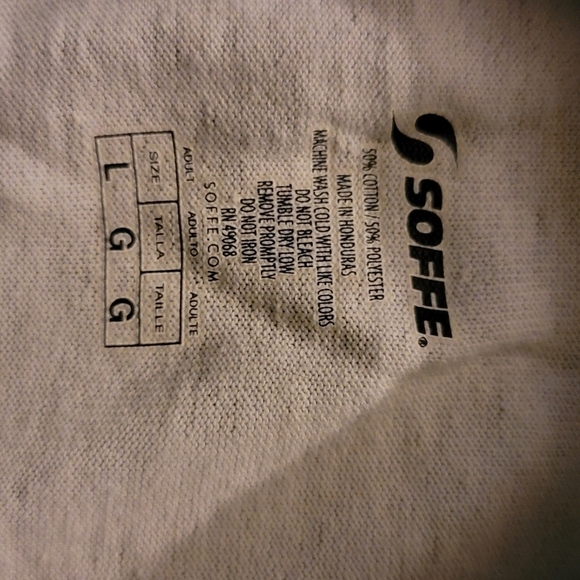 SOFFE®
50% COTTON / 50% POLYESTER
MADE IN HONDURAS
MACHINE WASH COLD WITH LIKE COLORS
DO NOT BLEACH
TUMBLE DRY LOW
REMOVE PROMPTLY
DO NOT IRON
RN 49068
SOFFE.COM
ADULT ADULTO ADULTE
SIZE TALLA TAILLE
L G G